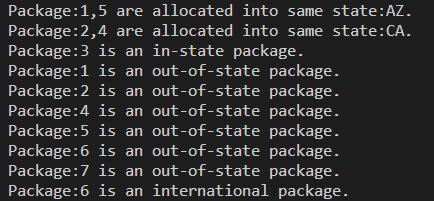 Package:1,5 are allocated into same state:AZ.
Package:2,4 are allocated into same state:CA.
Package:3 is an in-state package.
Package:1 is an out-of-state package.
Package:2 is an out-of-state package.
Package:4 is an out-of-state package.
Package:5 is an out-of-state package.
Package:6 is an out-of-state package.
Package:7 is an out-of-state package.
Package:6 is an international package.